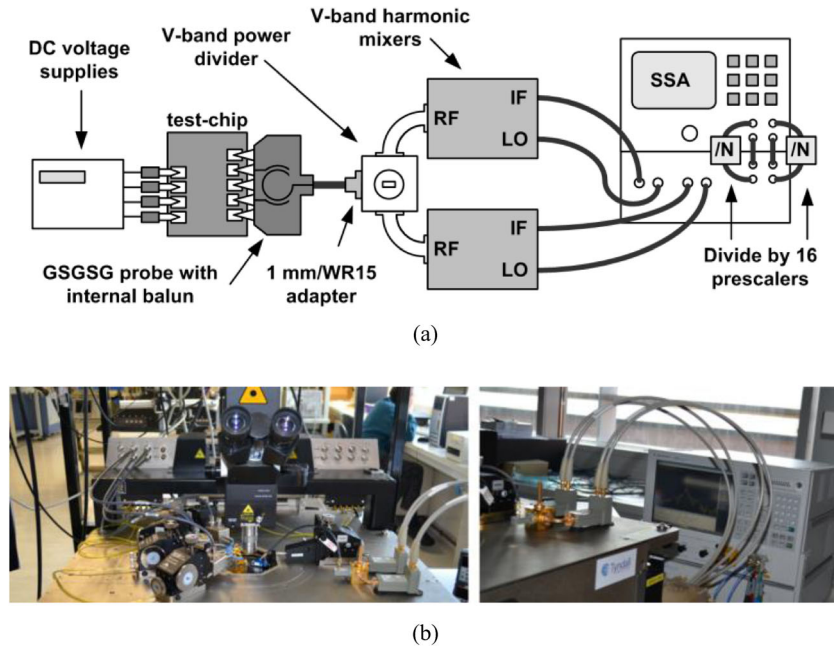 DC voltage
supplies
V-band power
divider
V-band harmonic
mixers
test-chip
RF
IF
LO
SSA
/N
/N
RF
IF
LO
GSGSG probe with
internal balun
1 mm/WR15
adapter
Divide by 16
prescalers
(a)
Tyndall
(b)